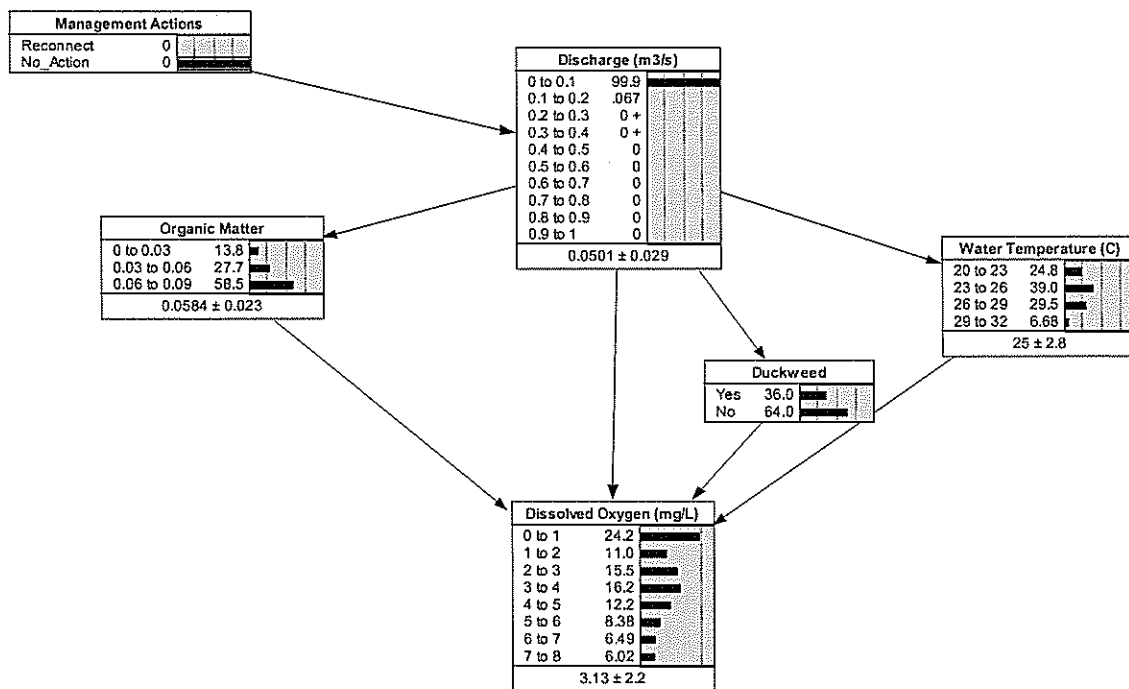 Management Actions
Reconnect 0
No_Action 0
Discharge (m3/s)
0 to 0.1 99.9
0.1 to 0.2 .067
0.2 to 0.3 0 +
0.3 to 0.4 0 +
0.4 to 0.5 0
0.5 to 0.6 0
0.6 to 0.7 0
0.7 to 0.8 0
0.8 to 0.9 0
0.9 to 1 0
0.0501 ± 0.029
Organic Matter
0 to 0.03 13.8
0.03 to 0.06 27.7
0.06 to 0.09 58.5
0.0584 ± 0.023
Water Temperature (C)
20 to 23 24.8
23 to 26 39.0
26 to 29 29.5
29 to 32 6.68
25 ± 2.8
Duckweed
Yes 36.0
No 64.0
Dissolved Oxygen (mg/L)
0 to 1 24.2
1 to 2 11.0
2 to 3 15.5
3 to 4 16.2
4 to 5 12.2
5 to 6 8.38
6 to 7 6.49
7 to 8 6.02
3.13 ± 2.2